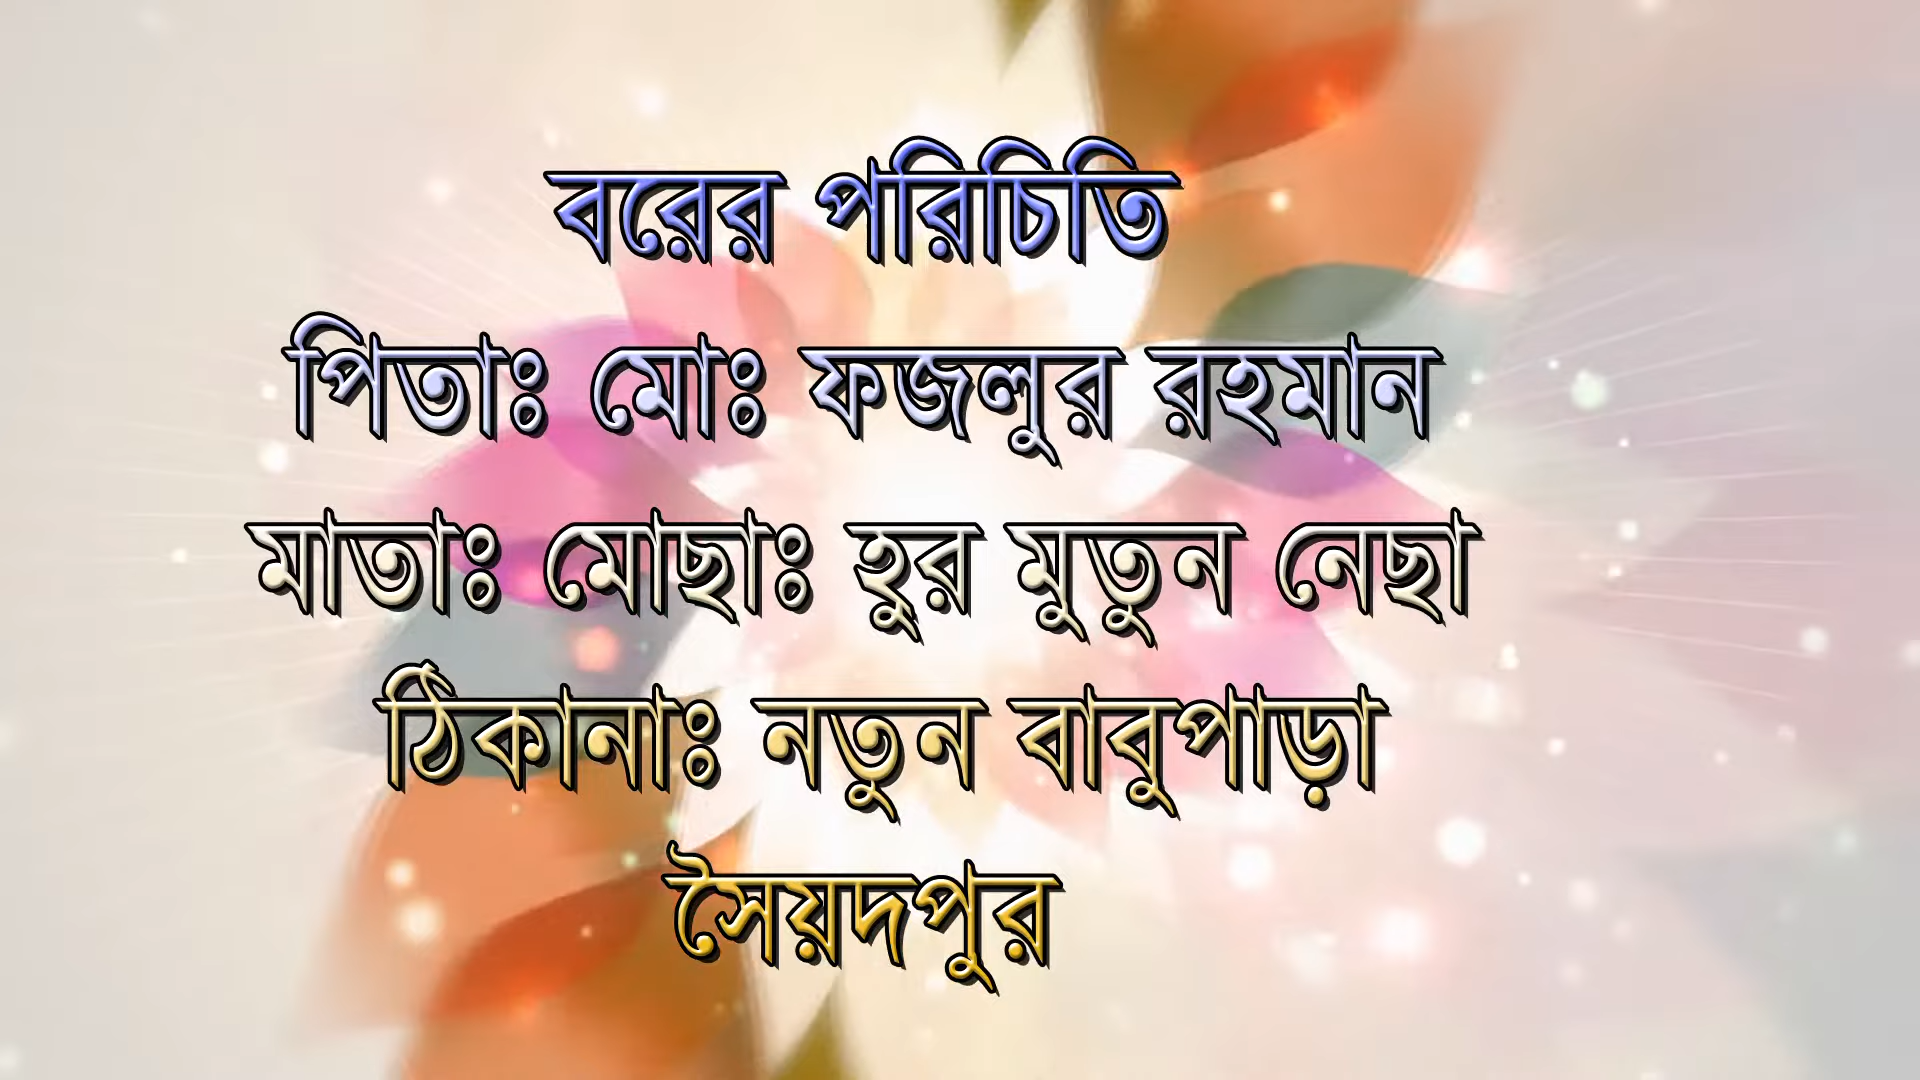 বরের পরিচিতি
পিতাঃ মোঃ ফজলুর রহমান
মাতাঃ মোছাঃ হুর মুতুন নেছা
ঠিকানাঃ নতুন বাবুপাড়া
সৈয়দপুর